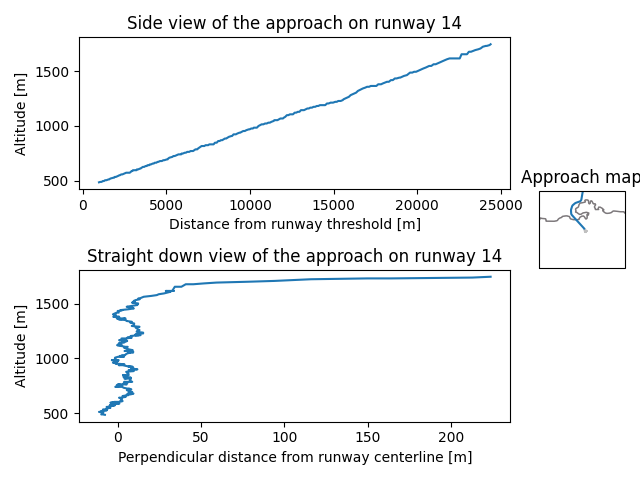 Side view of the approach on runway 14
Altitude [m]
1500
1000
500
0
5000
10000
15000
20000
25000
Distance from runway threshold [m]
Approach map
Straight down view of the approach on runway 14
Altitude [m]
1500
1000
500
0
50
100
150
200
Perpendicular distance from runway centerline [m]